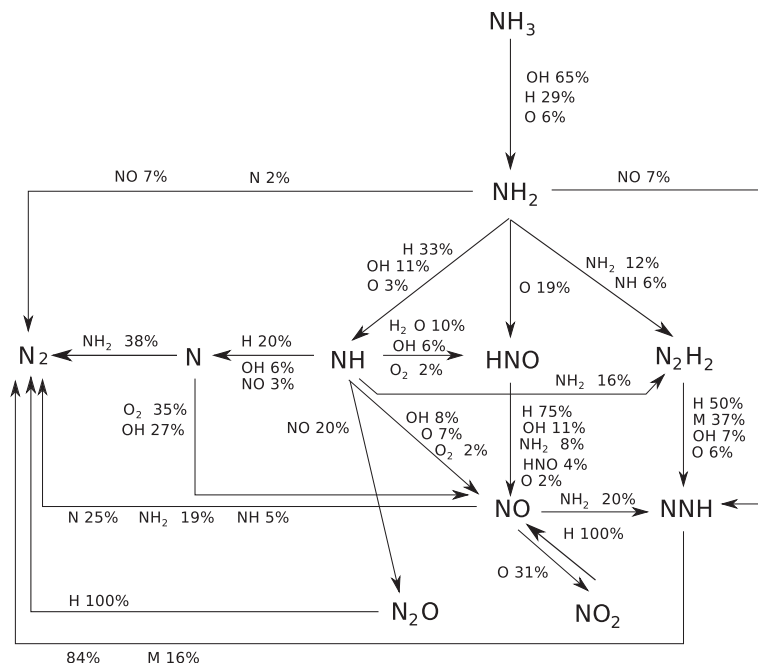 NH3
OH 65%
H 29%
O 6%
NO 7% N 2% NO 7%
NH2
H 33%
OH 11%
O 3%
O 19%
NH2 12%
NH 6%
N2
NH2 38%
N
H 20%
OH 6%
NO 3%
NH
H2 O 10%
OH 6%
O2 2%
HNO
N2H2
NH2 16%
O2 35%
OH 27%
NO 20%
OH 8%
O 7%
O2 2%
H 75%
OH 11%
NH2 8%
HNO 4%
O 2%
H 50%
M 37%
OH 7%
O 6%
N 25% NH2 19% NH 5%
NO
NH2 20%
NNH
H 100%
O 31%
H 100%
N2O
NO2
84% M 16%